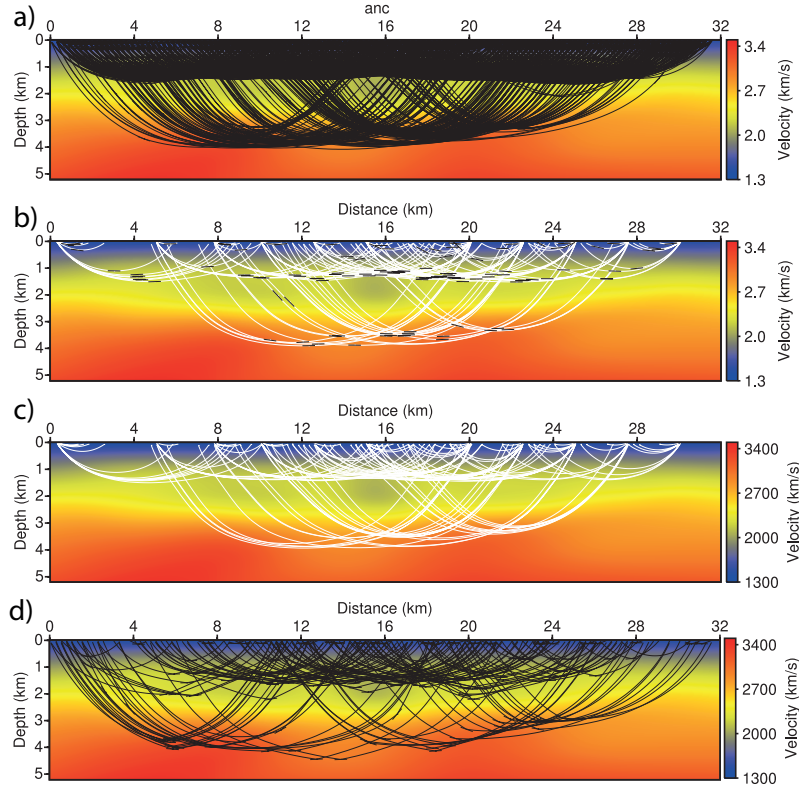 a)
anc
0 4 8 12 16 20 24 28 32
0
1
2
3
4
5
Depth (km)
3.4
2.7
2.0
1.3
Velocity (km/s)
b)
Distance (km)
0 4 8 12 16 20 24 28 32
0
1
2
3
4
5
Depth (km)
3.4
2.7
2.0
1.3
Velocity (km/s)
c)
Distance (km)
0 4 8 12 16 20 24 28
0
1
2
3
4
5
Depth (km)
3400
2700
2000
1300
Velocity (km/s)
d)
Distance (km)
0 4 8 12 16 20 24 28 32
0
1
2
3
4
5
Depth (km)
3400
2700
2000
1300
Velocity (km/s)